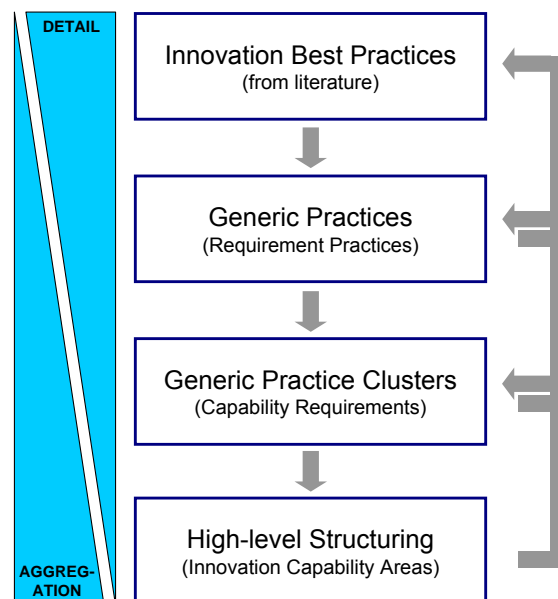 DETAIL
Innovation Best Practices
(from literature)
Generic Practices
(Requirement Practices)
Generic Practice Clusters
(Capability Requirements)
High-level Structuring
(Innovation Capability Areas)
AGGREG-
ATION